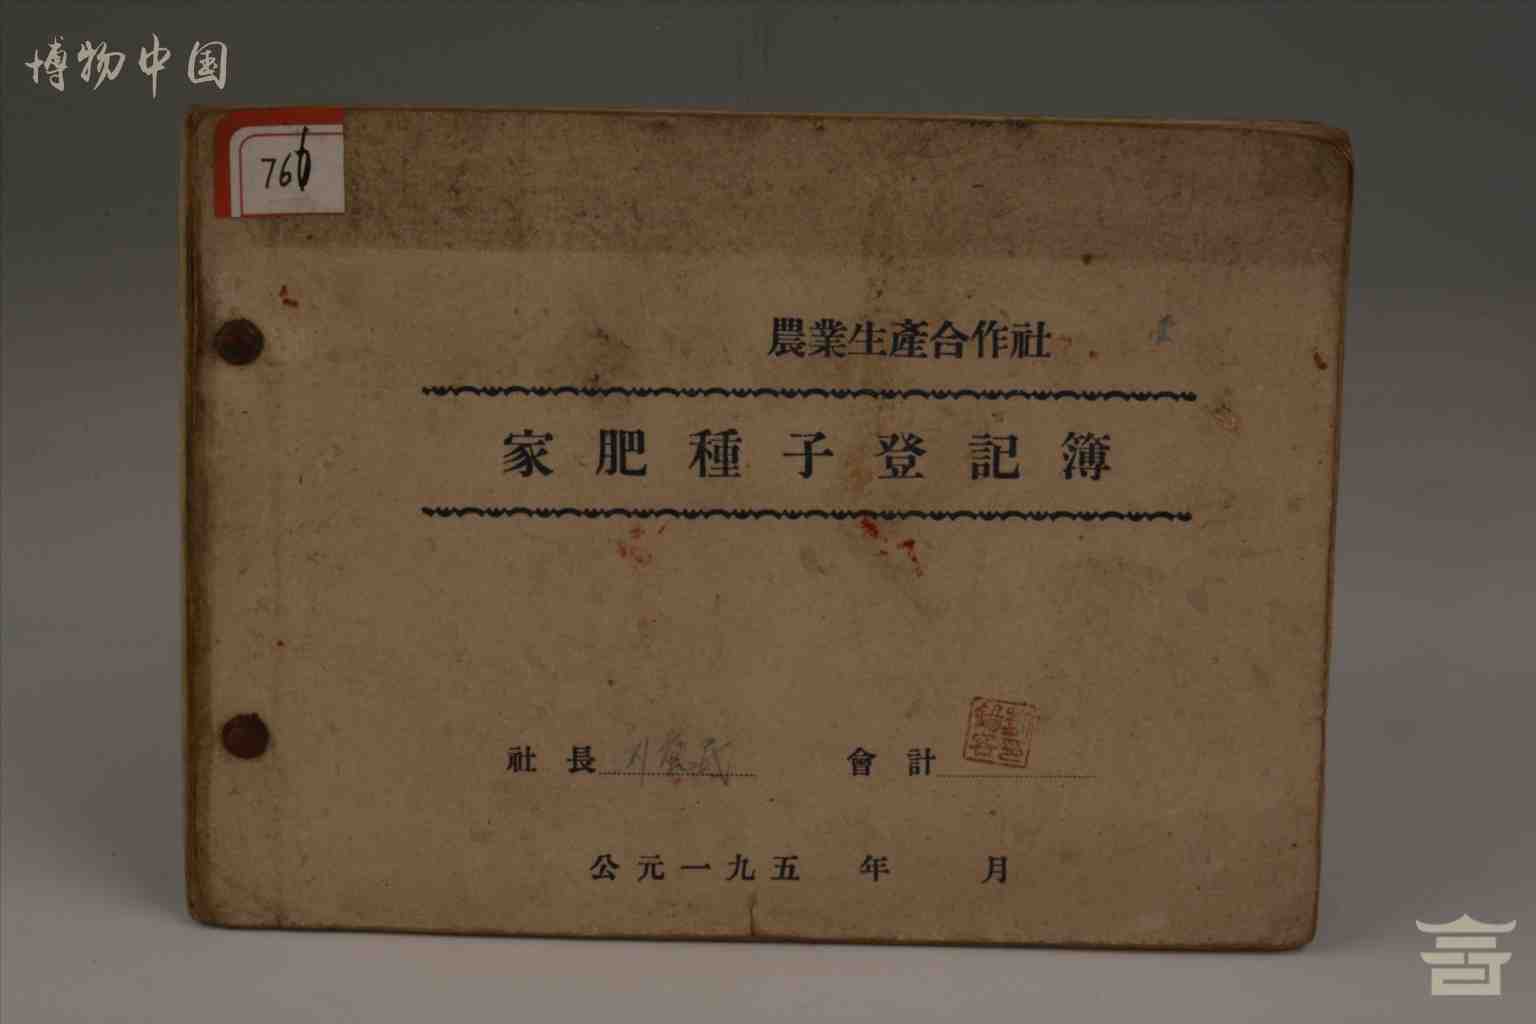 博物中国
766
農業生產合作社
家肥種子登記簿
社長 會計
公元一九五 年 月